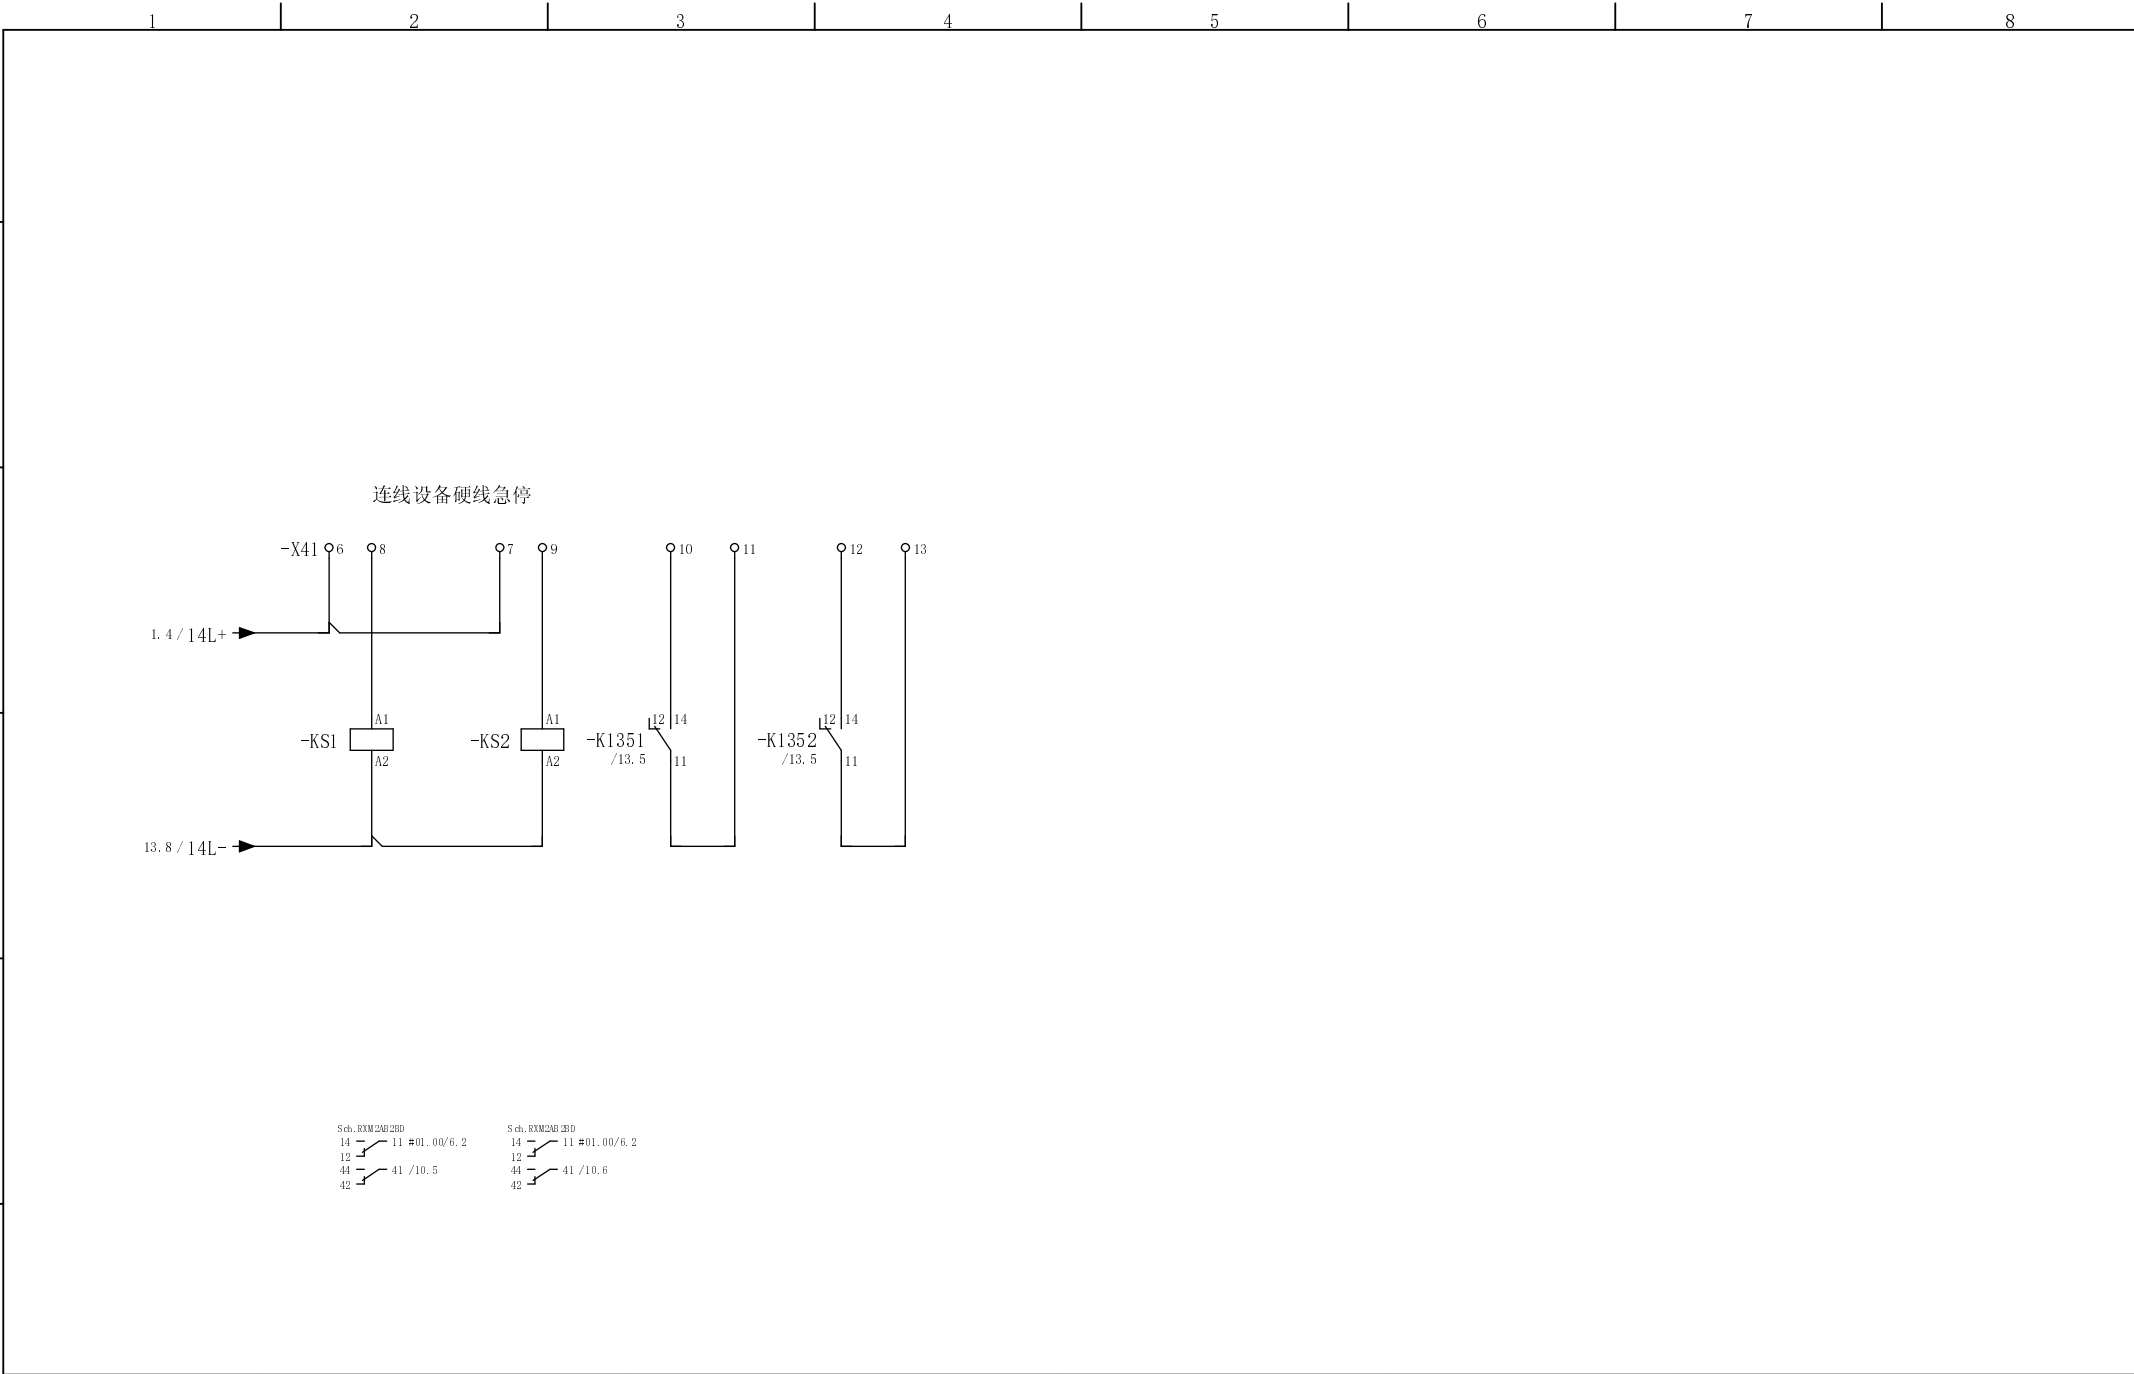 1 2 3 4 5 6 7 8
连线设备硬线急停
-X41 6 8 7 9 10 11 12 13
1.4/14L+
A1 A1 12 14 12 14
-KS1 -KS2 -K1351 -K1352
/13.5 /13.5
A2 A2 11 11
13.8/14L-
Sch.RXM2AB2BD Sch.RXM2AB2BD
14 11 #01.00/6.2 14 11 #01.00/6.2
12 12
44 41 /10.5 44 41 /10.6
42 42